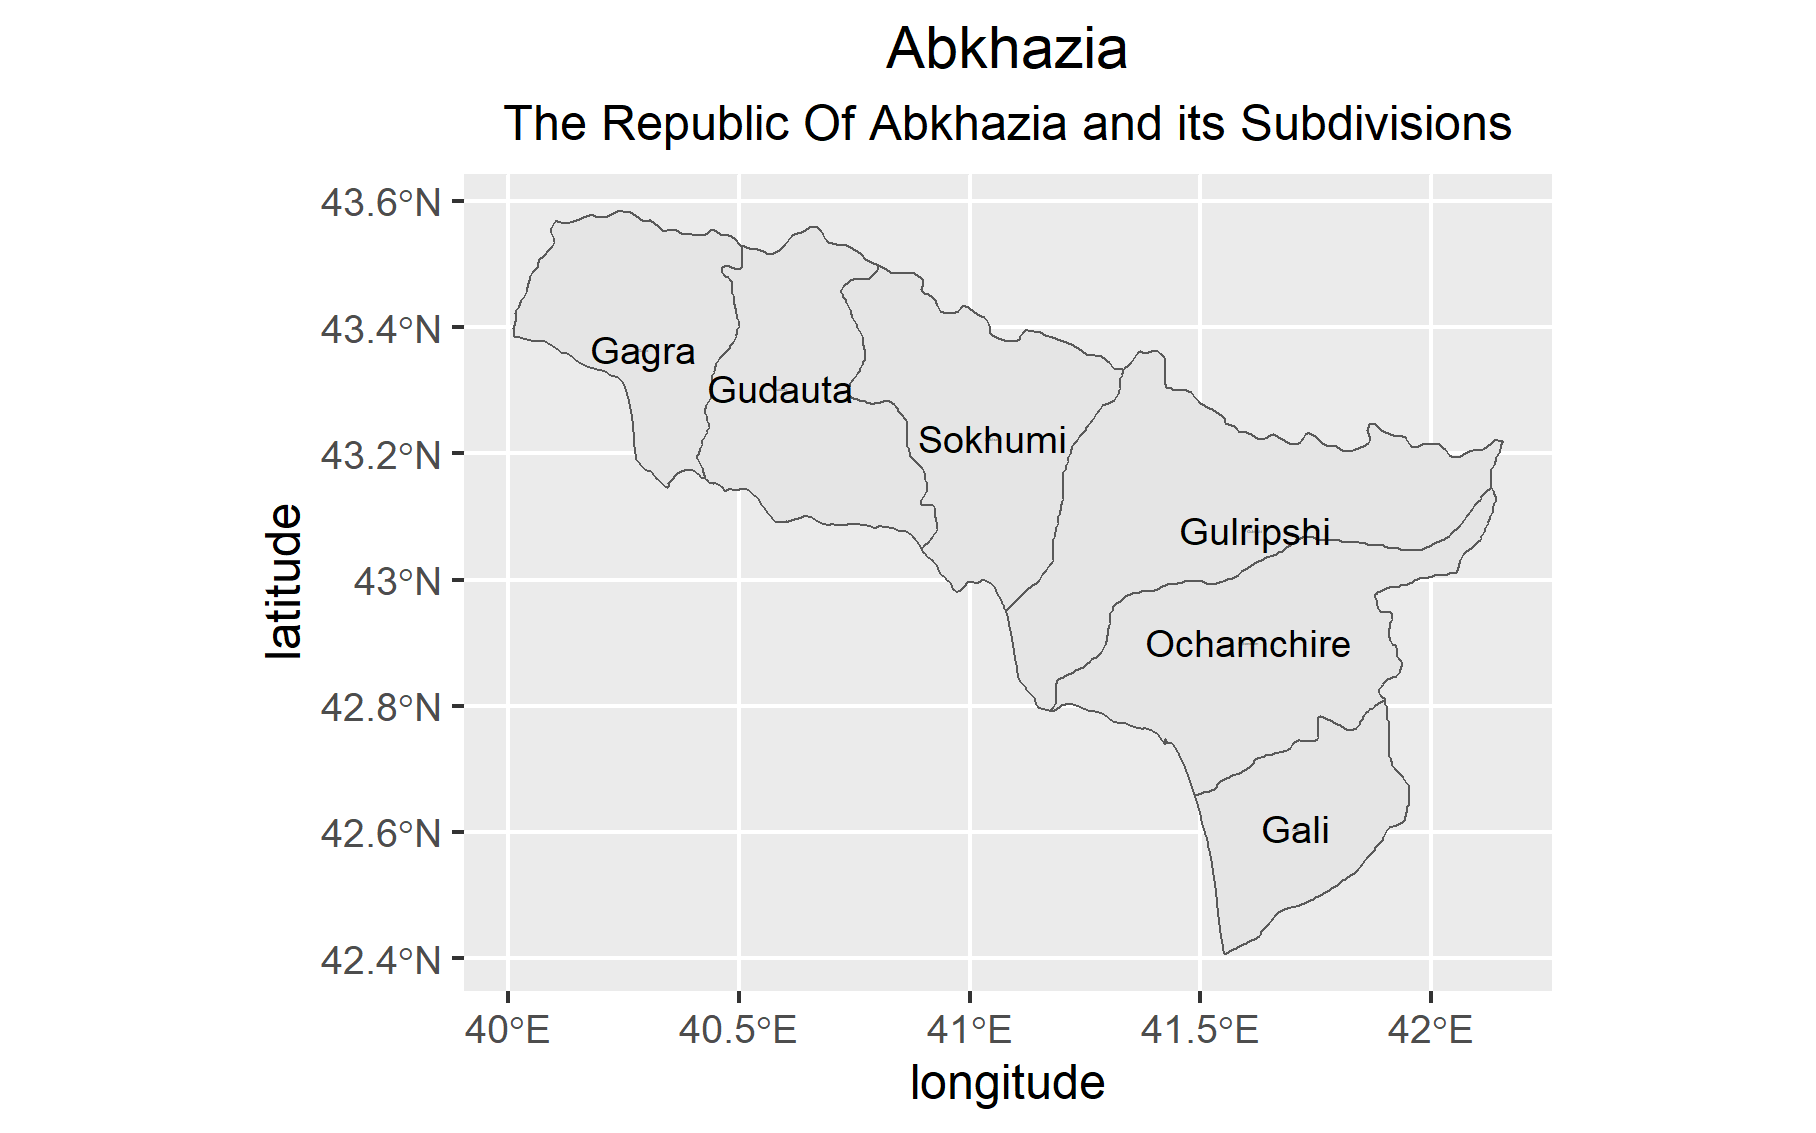 Abkhazia
The Republic Of Abkhazia and its Subdivisions
43.6°N
43.4°N
43.2°N
43°N
42.8°N
42.6°N
42.4°N
latitude
Gagra
Gudauta
Sokhumi
Gulripshi
Ochamchire
Gali
40°E
40.5°E
41°E
41.5°E
42°E
longitude